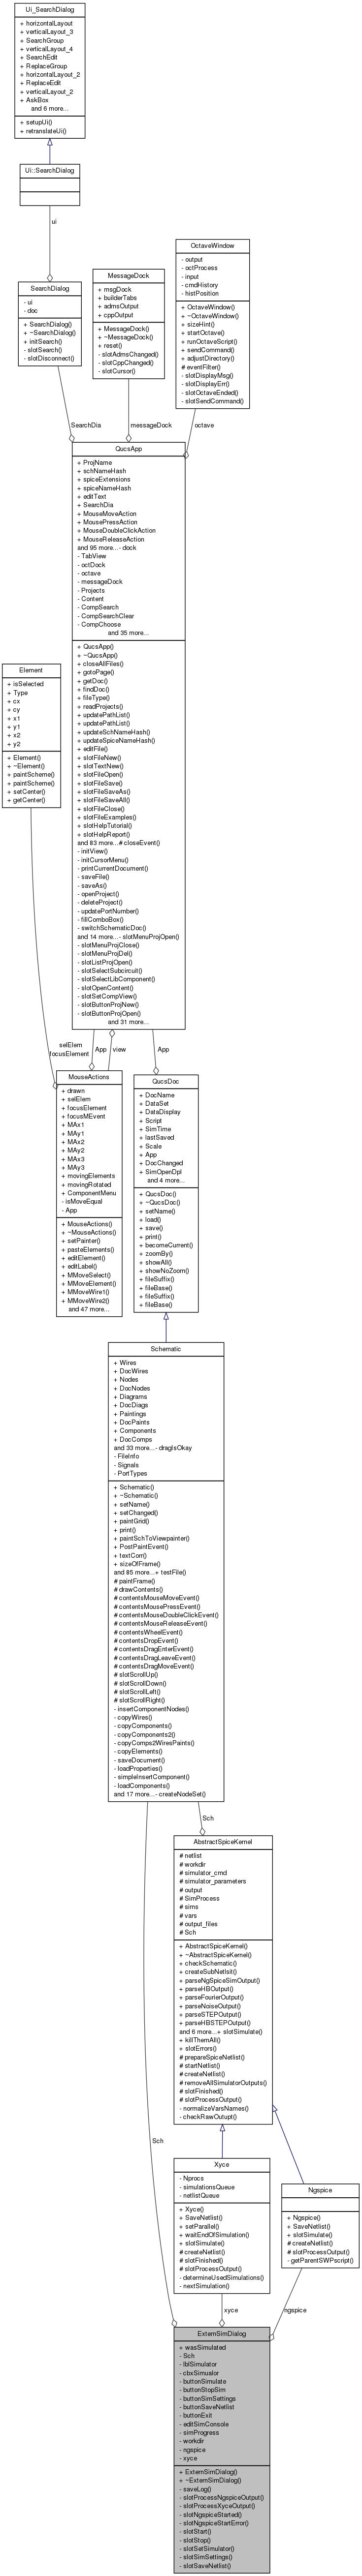 Ui_SearchDialog
+ horizontalLayout
+ verticalLayout_3
+ SearchGroup
+ verticalLayout_4
+ SearchEdit
+ ReplaceGroup
+ horizontalLayout_2
+ ReplaceEdit
+ verticalLayout_2
+ AskBox
and 6 more...
+ setupUi()
+ retranslateUi()
Ui::SearchDialog
ui
SearchDialog
- ui
- doc
+ SearchDialog()
+ ~SearchDialog()
+ initSearch()
- slotSearch()
- slotDisconnect()
MessageDock
+ msgDock
+ builderTabs
+ admsOutput
+ cppOutput
+ MessageDock()
+ ~MessageDock()
+ reset()
- slotAdmsChanged()
- slotCppChanged()
- slotCursor()
OctaveWindow
- output
- octProcess
- input
- cmdHistory
- histPosition
+ OctaveWindow()
+ ~OctaveWindow()
+ sizeHint()
+ startOctave()
+ runOctaveScript()
+ sendCommand()
+ adjustDirectory()
# eventFilter()
- slotDisplayMsg()
- slotDisplayErr()
- slotOctaveEnded()
- slotSendCommand()
SearchDia
messageDock
octave
QucsApp
+ ProjName
+ schNameHash
+ spiceExtensions
+ spiceNameHash
+ editText
+ SearchDia
+ MouseMoveAction
+ MousePressAction
+ MouseDoubleClickAction
+ MouseReleaseAction
and 95 more...- dock
- TabView
- octDock
- octave
- messageDock
- Projects
- Content
- CompSearch
- CompSearchClear
- CompChoose
and 35 more...
+ QucsApp()
+ ~QucsApp()
+ closeAllFiles()
+ gotoPage()
+ getDoc()
+ findDoc()
+ fileType()
+ readProjects()
+ updatePathList()
+ updatePathList()
+ updateSchNameHash()
+ updateSpiceNameHash()
+ editFile()
+ slotFileNew()
+ slotTextNew()
+ slotFileOpen()
+ slotFileSave()
+ slotFileSaveAs()
+ slotFileSaveAll()
+ slotFileClose()
+ slotFileExamples()
+ slotHelpTutorial()
+ slotHelpReport()
and 83 more...# closeEvent()
- initView()
- initCursorMenu()
- printCurrentDocument()
- saveFile()
- saveAs()
- openProject()
- deleteProject()
- updatePortNumber()
- fillComboBox()
- switchSchematicDoc()
and 14 more...- slotMenuProjOpen()
- slotMenuProjClose()
- slotMenuProjDel()
- slotListProjOpen()
- slotSelectSubcircuit()
- slotSelectLibComponent()
- slotOpenContent()
- slotSetCompView()
- slotButtonProjNew()
- slotButtonProjOpen()
and 31 more...
Element
+ isSelected
+ Type
+ cx
+ cy
+ x1
+ y1
+ x2
+ y2
+ Element()
+ ~Element()
+ paintScheme()
+ paintScheme()
+ setCenter()
+ getCenter()
selElem
focusElement
App
view
App
MouseActions
+ drawn
+ selElem
+ focusElement
+ focusMEvent
+ MAx1
+ MAy1
+ MAx2
+ MAy2
+ MAx3
+ MAy3
+ movingElements
+ movingRotated
+ ComponentMenu
- isMoveEqual
- App
+ MouseActions()
+ ~MouseActions()
+ setPainter()
+ pasteElements()
+ editElement()
+ editLabel()
+ MMoveSelect()
+ MMoveElement()
+ MMoveWire1()
+ MMoveWire2()
and 47 more...
QucsDoc
+ DocName
+ DataSet
+ DataDisplay
+ Script
+ SimTime
+ lastSaved
+ Scale
+ App
+ DocChanged
+ SimOpenDpl
and 4 more...
+ QucsDoc()
+ ~QucsDoc()
+ setName()
+ load()
+ save()
+ print()
+ becomeCurrent()
+ zoomBy()
+ showAll()
+ showNoZoom()
+ fileSuffix()
+ fileBase()
+ fileSuffix()
+ fileBase()
Schematic
+ Wires
+ DocWires
+ Nodes
+ DocNodes
+ Diagrams
+ DocDiags
+ Paintings
+ DocPaints
+ Components
+ DocComps
and 33 more...- dragIsOkay
- FileInfo
- Signals
- PortTypes
+ Schematic()
+ ~Schematic()
+ setName()
+ setChanged()
+ paintGrid()
+ print()
+ paintSchToViewpainter()
+ PostPaintEvent()
+ textCorr()
+ sizeOfFrame()
and 85 more...+ testFile()
# paintFrame()
# drawContents()
# contentsMouseMoveEvent()
# contentsMousePressEvent()
# contentsMouseDoubleClickEvent()
# contentsMouseReleaseEvent()
# contentsWheelEvent()
# contentsDropEvent()
# contentsDragEnterEvent()
# contentsDragLeaveEvent()
# contentsDragMoveEvent()
# slotScrollUp()
# slotScrollDown()
# slotScrollLeft()
# slotScrollRight()
- insertComponentNodes()
- copyWires()
- copyComponents()
- copyComponents2()
- copyComps2WiresPaints()
- copyElements()
- saveDocument()
- loadProperties()
- simpleInsertComponent()
- loadComponents()
and 17 more...- createNodeSet()
Sch
AbstractSpiceKernel
# netlist
# workdir
# simulator_cmd
# simulator_parameters
# output
# SimProcess
# sims
# vars
# output_files
# Sch
+ AbstractSpiceKernel()
+ ~AbstractSpiceKernel()
+ checkSchematic()
+ createSubNetlsit()
+ parseNgSpiceSimOutput()
+ parseHBOutput()
+ parseFourierOutput()
+ parseNoiseOutput()
+ parseSTEPOutput()
+ parseHBSTEPOutput()
and 6 more...+ slotSimulate()
+ killThemAll()
+ slotErrors()
# prepareSpiceNetlist()
# startNetlist()
# createNetlist()
# removeAllSimulatorOutputs()
# slotFinished()
# slotProcessOutput()
- normalizeVarsNames()
- checkRawOutupt()
Sch
Xyce
- Nprocs
- simulationsQueue
- netlistQueue
+ Xyce()
+ SaveNetlist()
+ setParallel()
+ waitEndOfSimulation()
+ slotSimulate()
# createNetlist()
# slotFinished()
# slotProcessOutput()
- determineUsedSimulations()
- nextSimulation()
Ngspice
+ Ngspice()
+ SaveNetlist()
+ slotSimulate()
# createNetlist()
# slotProcessOutput()
- getParentSWPscript()
xyce
ngspice
ExternSimDialog
+ wasSimulated
- Sch
- lblSimulator
- cbxSimualor
- buttonSimulate
- buttonStopSim
- buttonSimSettings
- buttonSaveNetlist
- buttonExit
- editSimConsole
- simProgress
- workdir
- ngspice
- xyce
+ ExternSimDialog()
+ ~ExternSimDialog()
- saveLog()
- slotProcessNgspiceOutput()
- slotProcessXyceOutput()
- slotNgspiceStarted()
- slotNgspiceStartError()
- slotStart()
- slotStop()
- slotSetSimulator()
- slotSimSettings()
- slotSaveNetlist()